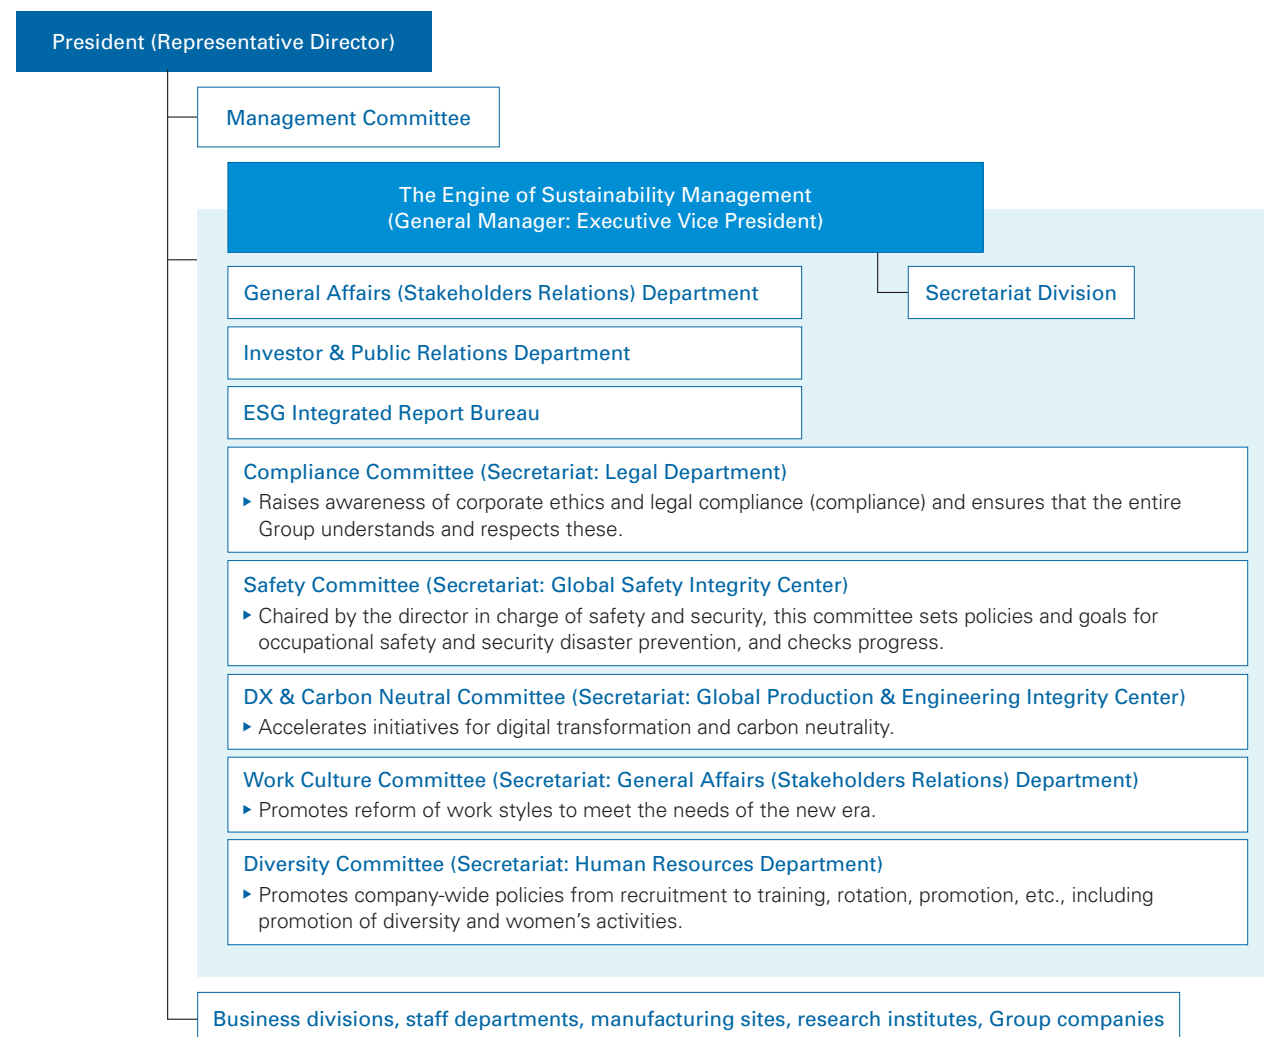 President (Representative Director)
Management Committee
The Engine of Sustainability Management
(General Manager: Executive Vice President)
General Affairs (Stakeholders Relations) Department
Secretariat Division
Investor & Public Relations Department
ESG Integrated Report Bureau
Compliance Committee (Secretariat: Legal Department)
▸ Raises awareness of corporate ethics and legal compliance (compliance) and ensures that the entire
Group understands and respects these.
Safety Committee (Secretariat: Global Safety Integrity Center)
▸ Chaired by the director in charge of safety and security, this committee sets policies and goals for
occupational safety and security disaster prevention, and checks progress.
DX & Carbon Neutral Committee (Secretariat: Global Production & Engineering Integrity Center)
▸ Accelerates initiatives for digital transformation and carbon neutrality.
Work Culture Committee (Secretariat: General Affairs (Stakeholders Relations) Department)
▸ Promotes reform of work styles to meet the needs of the new era.
Diversity Committee (Secretariat: Human Resources Department)
▸ Promotes company-wide policies from recruitment to training, rotation, promotion, etc., including
promotion of diversity and women’s activities.
Business divisions, staff departments, manufacturing sites, research institutes, Group companies